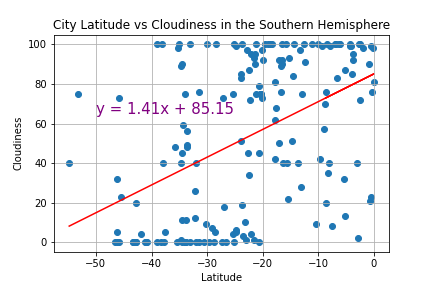 City Latitude vs Cloudiness in the Southern Hemisphere
100
80
60
40
20
0
y = 1.41x + 85.15
Cloudiness
−50 −40 −30 −20 −10 0
Latitude